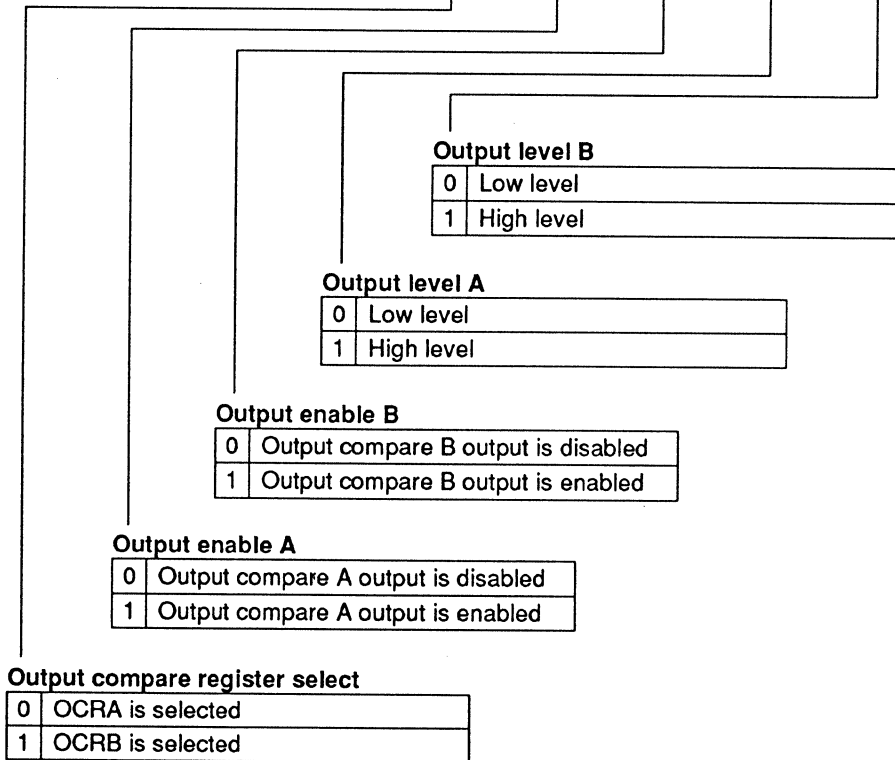 Output level B
0 Low level
1 High level
Output level A
0 Low level
1 High level
Output enable B
0 Output compare B output is disabled
1 Output compare B output is enabled
Output enable A
0 Output compare A output is disabled
1 Output compare A output is enabled
Output compare register select
0 OCRA is selected
1 OCRB is selected